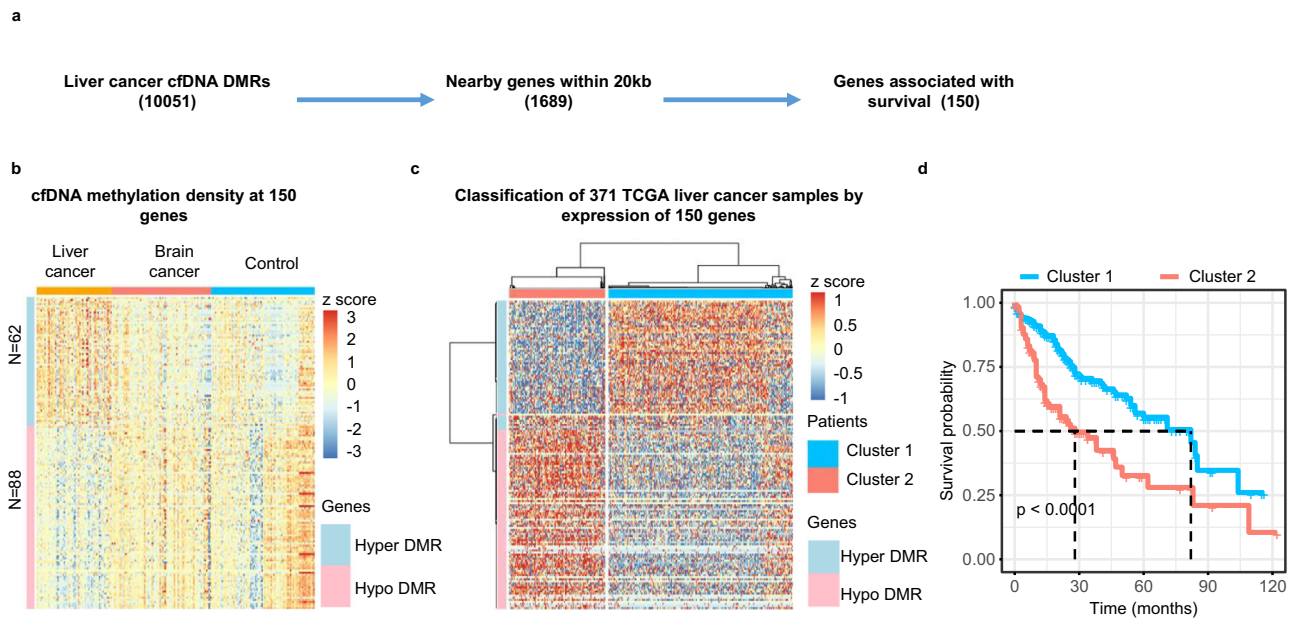 a
Liver cancer cfDNA DMRs
(10051)
Nearby genes within 20kb
(1689)
Genes associated with
survival (150)
b
cfDNA methylation density at 150
genes
Liver
cancer
Brain
cancer
Control
N=62
N=88
z score
3
2
1
0
-1
-2
-3
Genes
Hyper DMR
Hypo DMR
c
Classification of 371 TCGA liver cancer samples by
expression of 150 genes
z score
1
0.5
0
-0.5
-1
Patients
Cluster 1
Cluster 2
Genes
Hyper DMR
Hypo DMR
d
Cluster 1
Cluster 2
Survival probability
1.00
0.75
0.50
0.25
0.00
p < 0.0001
0
30
60
90
120
Time (months)